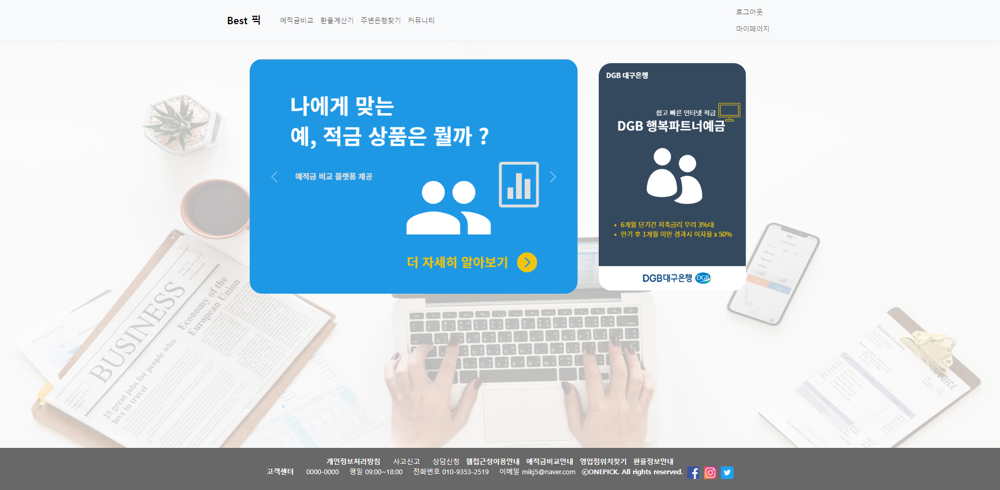 Best 픽
예적금비교 환율계산기 주변은행찾기 커뮤니티
로그아웃
마이페이지
나에게 맞는
예, 적금 상품은 뭘까 ?
예적금 비교 플랫폼 제공
더 자세히 알아보기
DGB 대구은행
쉽고 빠른 인터넷 적금
DGB 행복파트너예금
• 6개월 단기간 저축금리 무려 3%대
• 만기 후 1개월 미만 경과시 이자율 x 50%
DGB대구은행 DGB
BUSINESS
Economy of the
European Union
25 great jobs for people who
love to travel
Selling Pie Chart
Business Company
INVOICE
개인정보처리방침 사고신고 상담신청 웹접근성이용안내 예적금비교안내 영업점위치찾기 환율정보안내
고객센터 0000-0000 평일 09:00~18:00 전화번호 010-9353-2519 이메일 mikj5@naver.com ⓒONEPICK. All rights reserved.